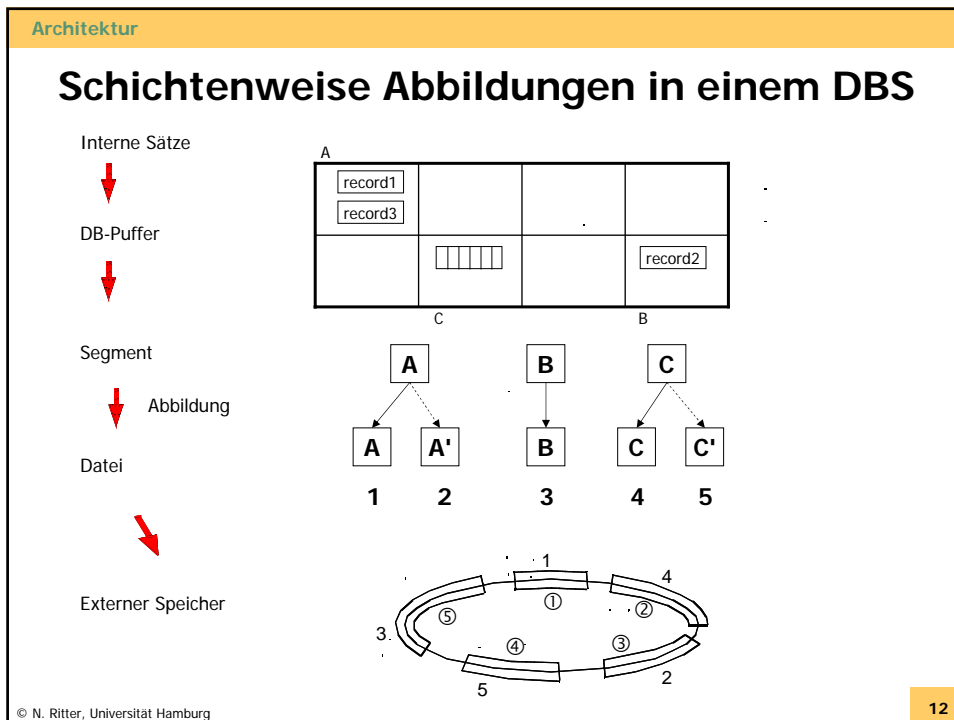 Architektur
Schichtenweise Abbildungen in einem DBS
Interne Sätze
A
record1
record3
DB-Puffer
record2
C B
Segment
A B C
Abbildung
A A' B C C'
Datei
1 2 3 4 5
1
4
Externer Speicher
⑤ ① ②
3
④ ③
5
2
© N. Ritter, Universität Hamburg
12